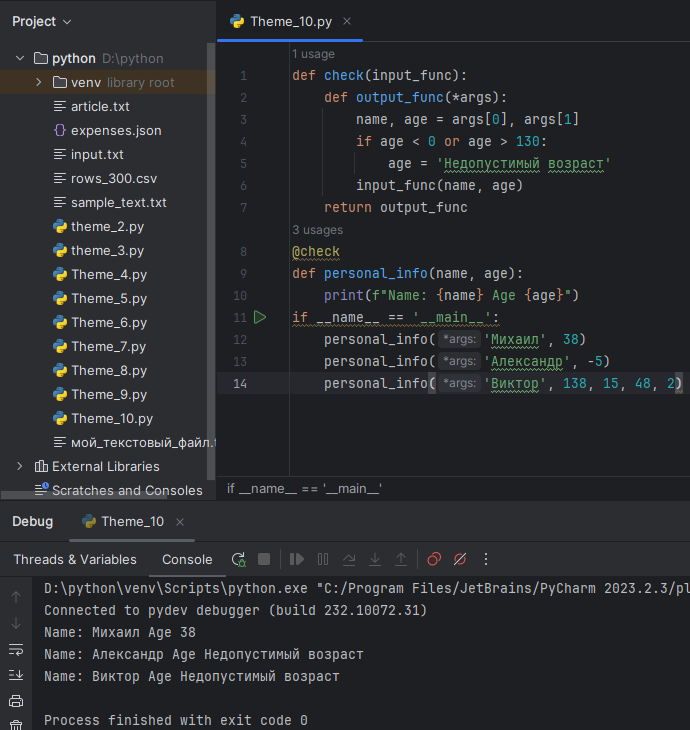 Project
python D:\python
venv library root
article.txt
expenses.json
input.txt
rows_300.csv
sample_text.txt
theme_2.py
theme_3.py
Theme_4.py
Theme_5.py
Theme_6.py
Theme_7.py
Theme_8.py
Theme_9.py
Theme_10.py
мой_текстовый_файл.
External Libraries
Scratches and Consoles
Theme_10.py
1 usage
1 def check(input_func):
2 def output_func(*args):
3 name, age = args[0], args[1]
4 if age < 0 or age > 130:
5 age = 'Недопустимый возраст'
6 input_func(name, age)
7 return output_func
3 usages
8 @check
9 def personal_info(name, age):
10 print(f"Name: {name} Age {age}")
11 if __name__ == '__main__':
12 personal_info( *args: 'Михаил', 38)
13 personal_info( *args: 'Александр', -5)
14 personal_info( *args: 'Виктор', 138, 15, 48, 2)
if __name__ == '__main__'
Debug Theme_10
Threads & Variables Console
D:\python\venv\Scripts\python.exe "C:/Program Files/JetBrains/PyCharm 2023.2.3/pl
Connected to pydev debugger (build 232.10072.31)
Name: Михаил Age 38
Name: Александр Age Недопустимый возраст
Name: Виктор Age Недопустимый возраст
Process finished with exit code 0